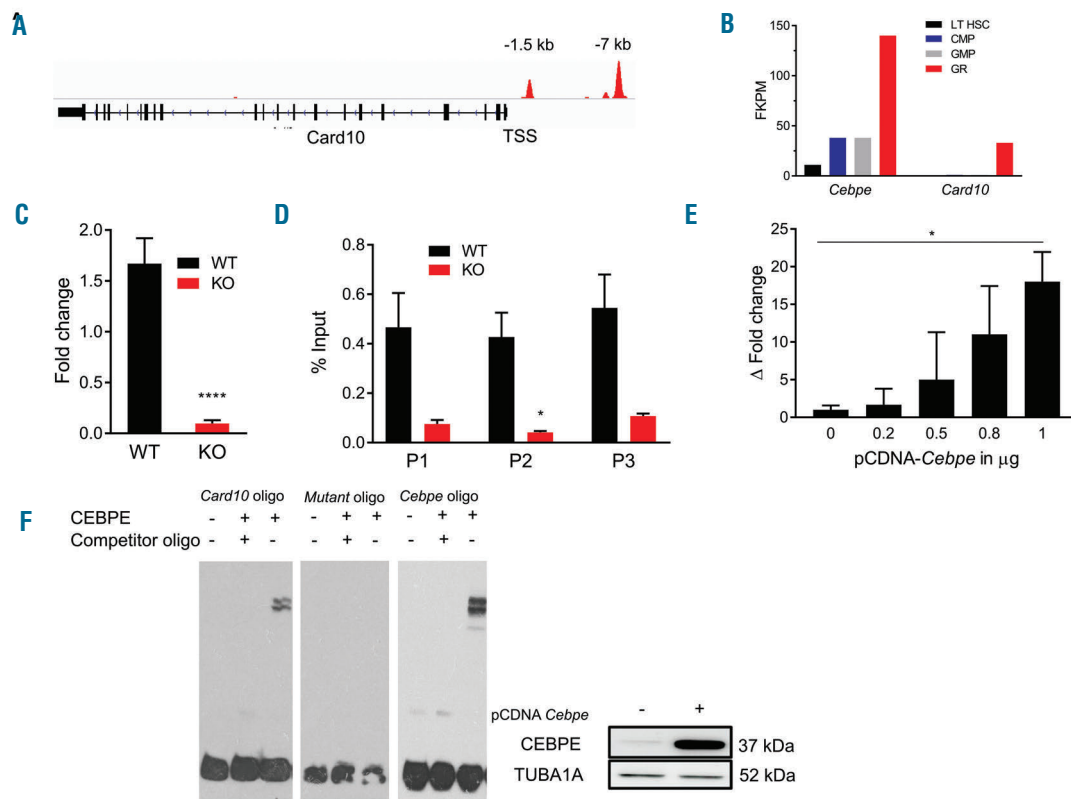 A
-1.5 kb -7 kb
Card10 TSS
B
LT HSC
CMP
GMP
GR
FKPM
150
100
50
0
Cebpe Card10
C
Fold change
2.0
1.5
1.0
0.5
0.0
WT
KO
****
WT KO
D
% Input
0.8
0.6
0.4
0.2
0.0
WT
KO
*
P1 P2 P3
E
Δ Fold change
25
20
15
10
5
0
*
0 0.2 0.5 0.8 1
pCDNA-Cebpe in μg
F
Card10 oligo Mutant oligo Cebpe oligo
CEBPE - + + - + + - + +
Competitor oligo - + - - + - - + -
pCDNA Cebpe - +
CEBPE 37 kDa
TUBA1A 52 kDa